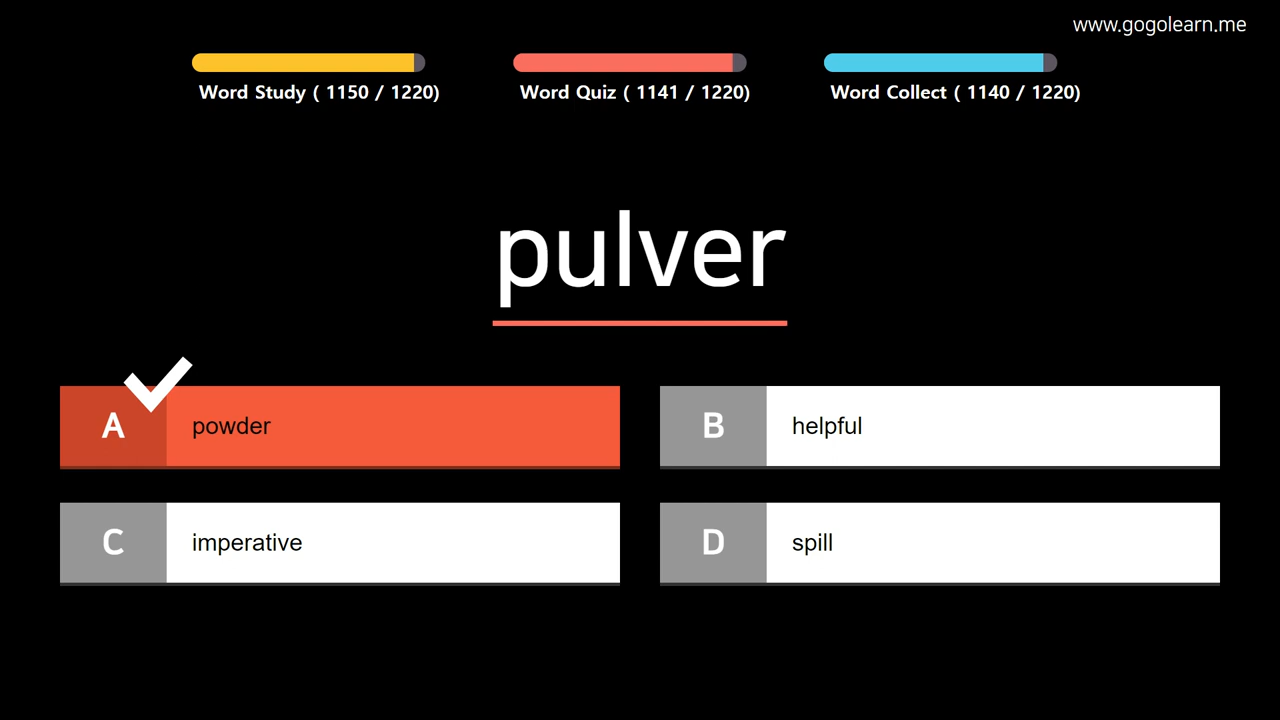 www.gogolearn.me
Word Study ( 1150 / 1220)
Word Quiz ( 1141 / 1220)
Word Collect ( 1140 / 1220)
pulver
A powder
B helpful
C imperative
D spill